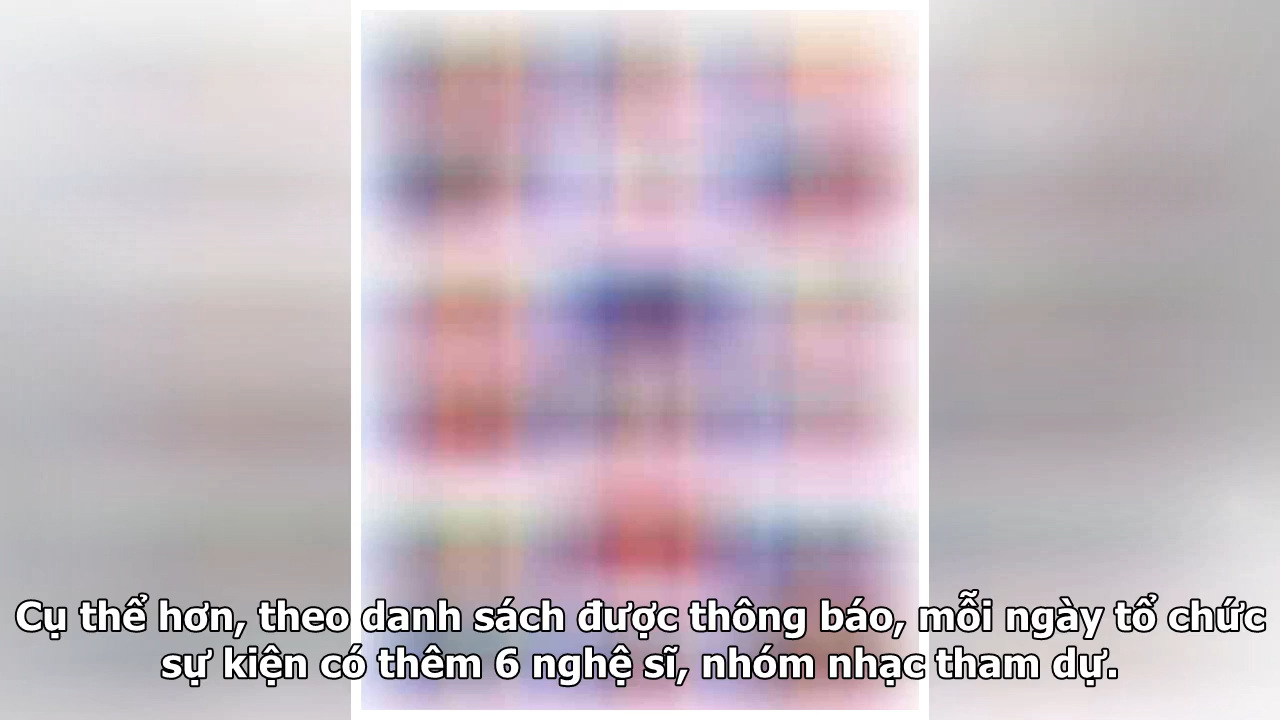 Cụ thể hơn, theo danh sách được thông báo, mỗi ngày tổ chức
sự kiện có thêm 6 nghệ sĩ, nhóm nhạc tham dự.